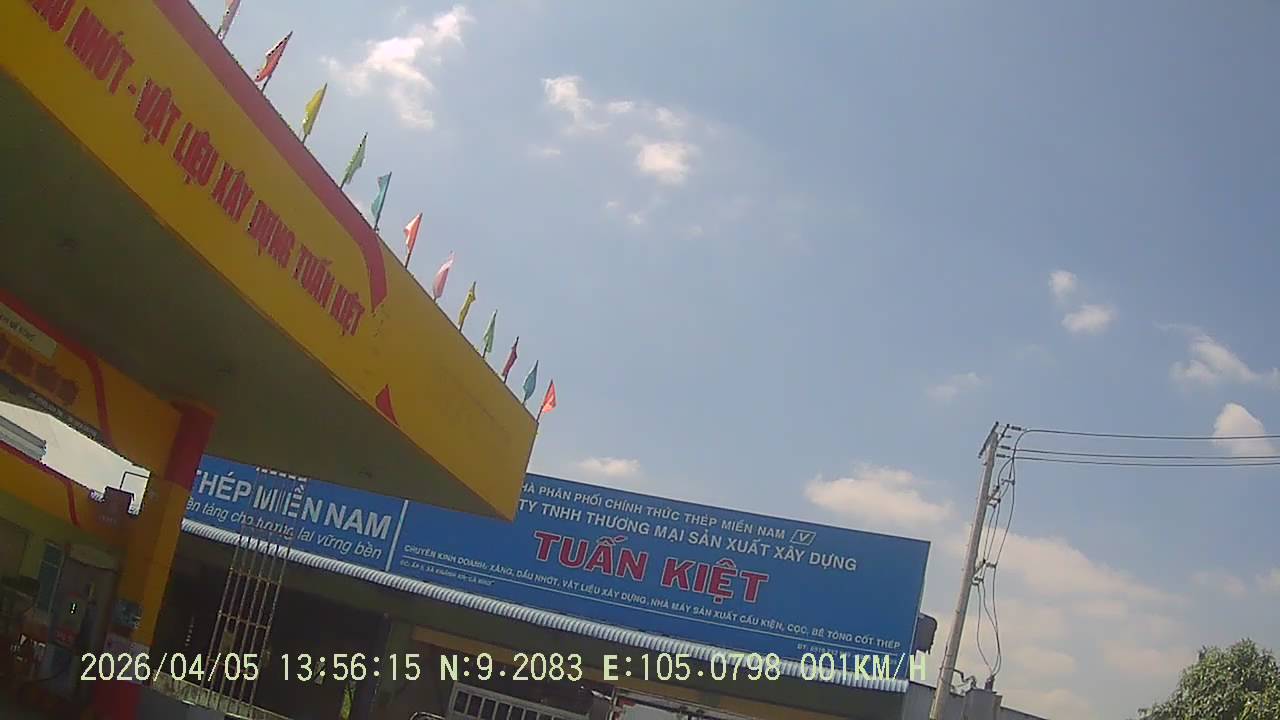 NHỚT - VẬT LIỆU XÂY DỰNG TUẤN KIỆT
THÉP MIỀN NAM
nền tảng cho tương lai vững bền
NHÀ PHÂN PHỐI CHÍNH THỨC THÉP MIỀN NAM
TY TNHH THƯƠNG MẠI SẢN XUẤT XÂY DỰNG
TUẤN KIỆT
CHUYÊN KINH DOANH: XĂNG, DẦU NHỚT, VẬT LIỆU XÂY DỰNG, NHÀ MÁY SẢN XUẤT CẤU KIỆN, CỌC, BÊ TÔNG CỐT THÉP
2026/04/05 13:56:15 N:9.2083 E:105.0798 001KM/H